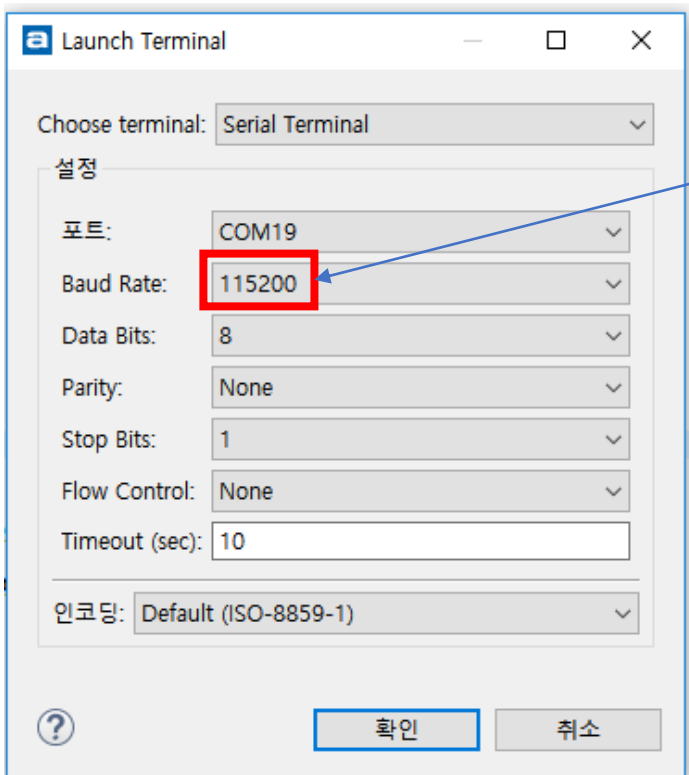 Launch Terminal
Choose terminal: Serial Terminal
설정
포트: COM19
Baud Rate: 115200
Data Bits: 8
Parity: None
Stop Bits: 1
Flow Control: None
Timeout (sec): 10
인코딩: Default (ISO-8859-1)
확인 취소